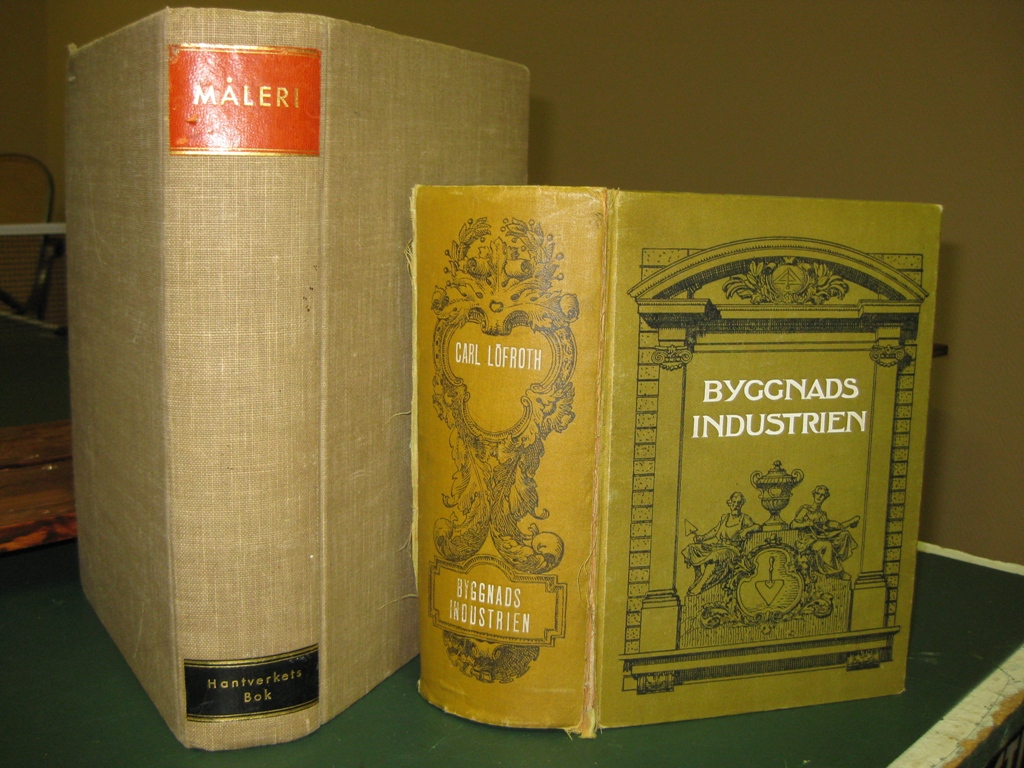 MÅLERI
Hantverkets
Bok
CARL LÖFROTH
BYGGNADS
INDUSTRIEN
BYGGNADS
INDUSTRIEN